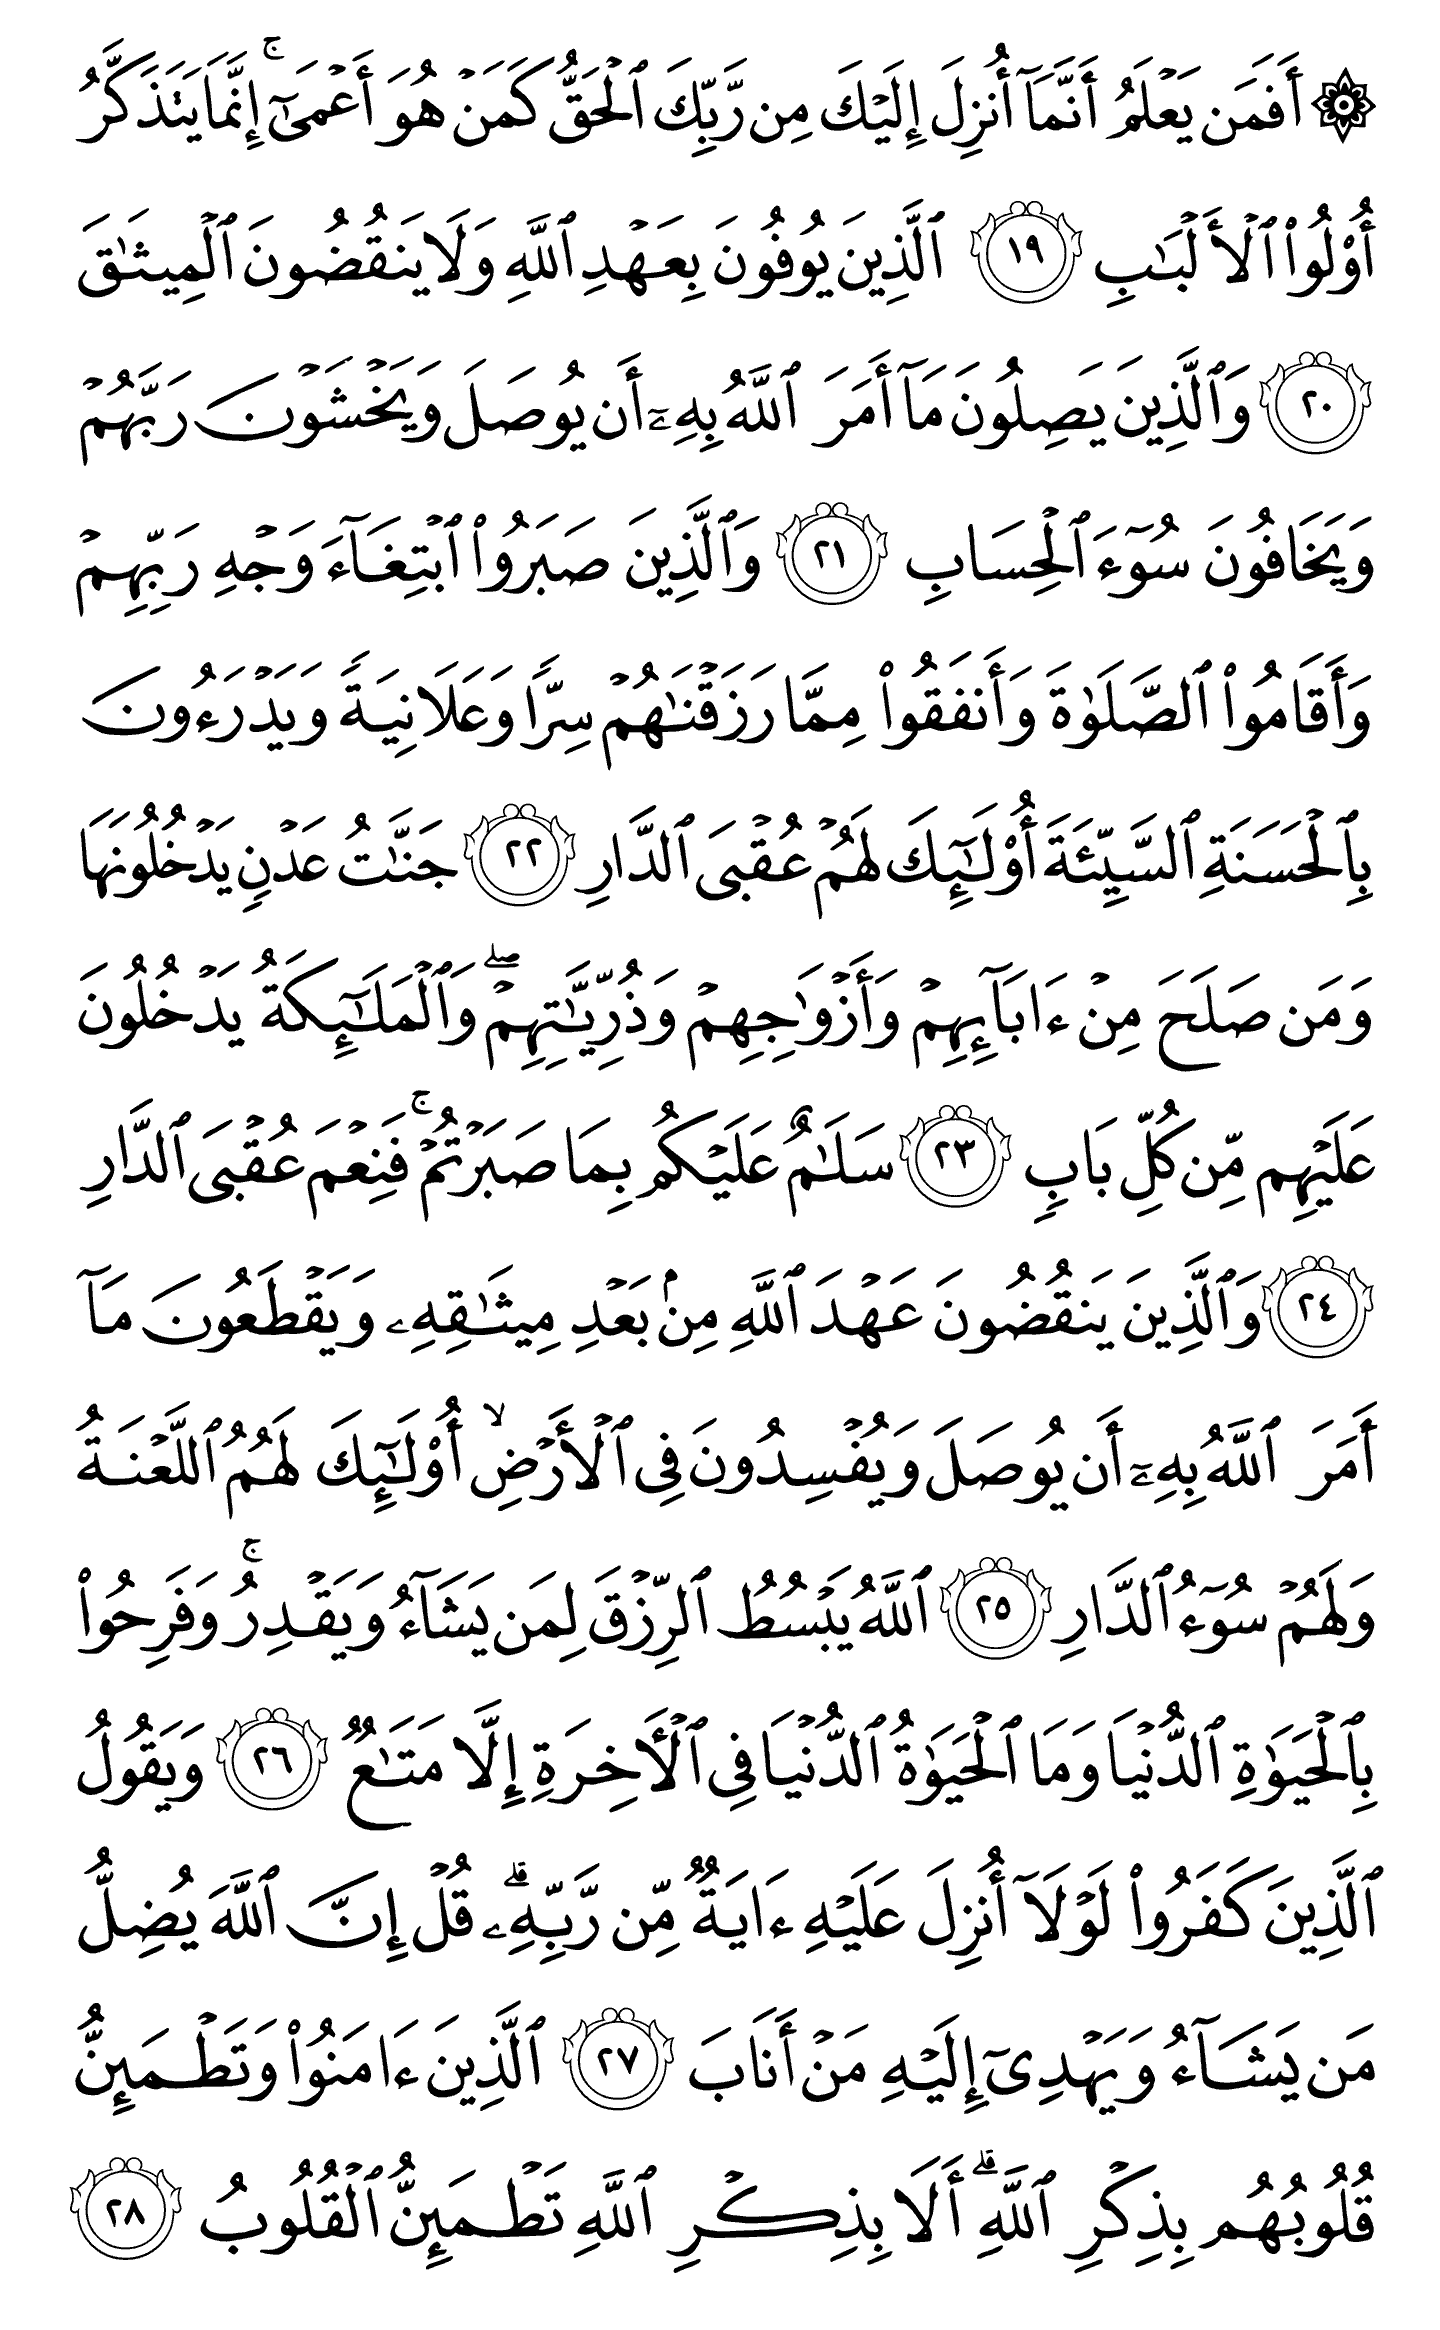 ۞ أَفَمَن يَعْلَمُ أَنَّمَآ أُنزِلَ إِلَيْكَ مِن رَّبِّكَ ٱلْحَقُّ كَمَنْ هُوَ أَعْمَىٰٓ ۚ إِنَّمَا يَتَذَكَّرُ
أُو۟لُوا۟ ٱلْأَلْبَٰبِ ١٩ ٱلَّذِينَ يُوفُونَ بِعَهْدِ ٱللَّهِ وَلَا يَنقُضُونَ ٱلْمِيثَٰقَ
٢٠ وَٱلَّذِينَ يَصِلُونَ مَآ أَمَرَ ٱللَّهُ بِهِۦٓ أَن يُوصَلَ وَيَخْشَوْنَ رَبَّهُمْ
وَيَخَافُونَ سُوٓءَ ٱلْحِسَابِ ٢١ وَٱلَّذِينَ صَبَرُوا۟ ٱبْتِغَآءَ وَجْهِ رَبِّهِمْ
وَأَقَامُوا۟ ٱلصَّلَوٰةَ وَأَنفَقُوا۟ مِمَّا رَزَقْنَٰهُمْ سِرًّا وَعَلَانِيَةً وَيَدْرَءُونَ
بِٱلْحَسَنَةِ ٱلسَّيِّئَةَ أُو۟لَٰٓئِكَ لَهُمْ عُقْبَى ٱلدَّارِ ٢٢ جَنَّٰتُ عَدْنٍ يَدْخُلُونَهَا
وَمَن صَلَحَ مِنْ ءَابَآئِهِمْ وَأَزْوَٰجِهِمْ وَذُرِّيَّٰتِهِمْ ۖ وَٱلْمَلَٰٓئِكَةُ يَدْخُلُونَ
عَلَيْهِم مِّن كُلِّ بَابٍ ٢٣ سَلَٰمٌ عَلَيْكُم بِمَا صَبَرْتُمْ ۚ فَنِعْمَ عُقْبَى ٱلدَّارِ
٢٤ وَٱلَّذِينَ يَنقُضُونَ عَهْدَ ٱللَّهِ مِنۢ بَعْدِ مِيثَٰقِهِۦ وَيَقْطَعُونَ مَآ
أَمَرَ ٱللَّهُ بِهِۦٓ أَن يُوصَلَ وَيُفْسِدُونَ فِى ٱلْأَرْضِ ۙ أُو۟لَٰٓئِكَ لَهُمُ ٱللَّعْنَةُ
وَلَهُمْ سُوٓءُ ٱلدَّارِ ٢٥ ٱللَّهُ يَبْسُطُ ٱلرِّزْقَ لِمَن يَشَآءُ وَيَقْدِرُ ۚ وَفَرِحُوا۟
بِٱلْحَيَوٰةِ ٱلدُّنْيَا وَمَا ٱلْحَيَوٰةُ ٱلدُّنْيَا فِى ٱلْأَخِرَةِ إِلَّا مَتَٰعٌ ٢٦ وَيَقُولُ
ٱلَّذِينَ كَفَرُوا۟ لَوْلَآ أُنزِلَ عَلَيْهِ ءَايَةٌ مِّن رَّبِّهِۦ ۗ قُلْ إِنَّ ٱللَّهَ يُضِلُّ
مَن يَشَآءُ وَيَهْدِىٓ إِلَيْهِ مَنْ أَنَابَ ٢٧ ٱلَّذِينَ ءَامَنُوا۟ وَتَطْمَئِنُّ
قُلُوبُهُم بِذِكْرِ ٱللَّهِ ۗ أَلَا بِذِكْرِ ٱللَّهِ تَطْمَئِنُّ ٱلْقُلُوبُ ٢٨